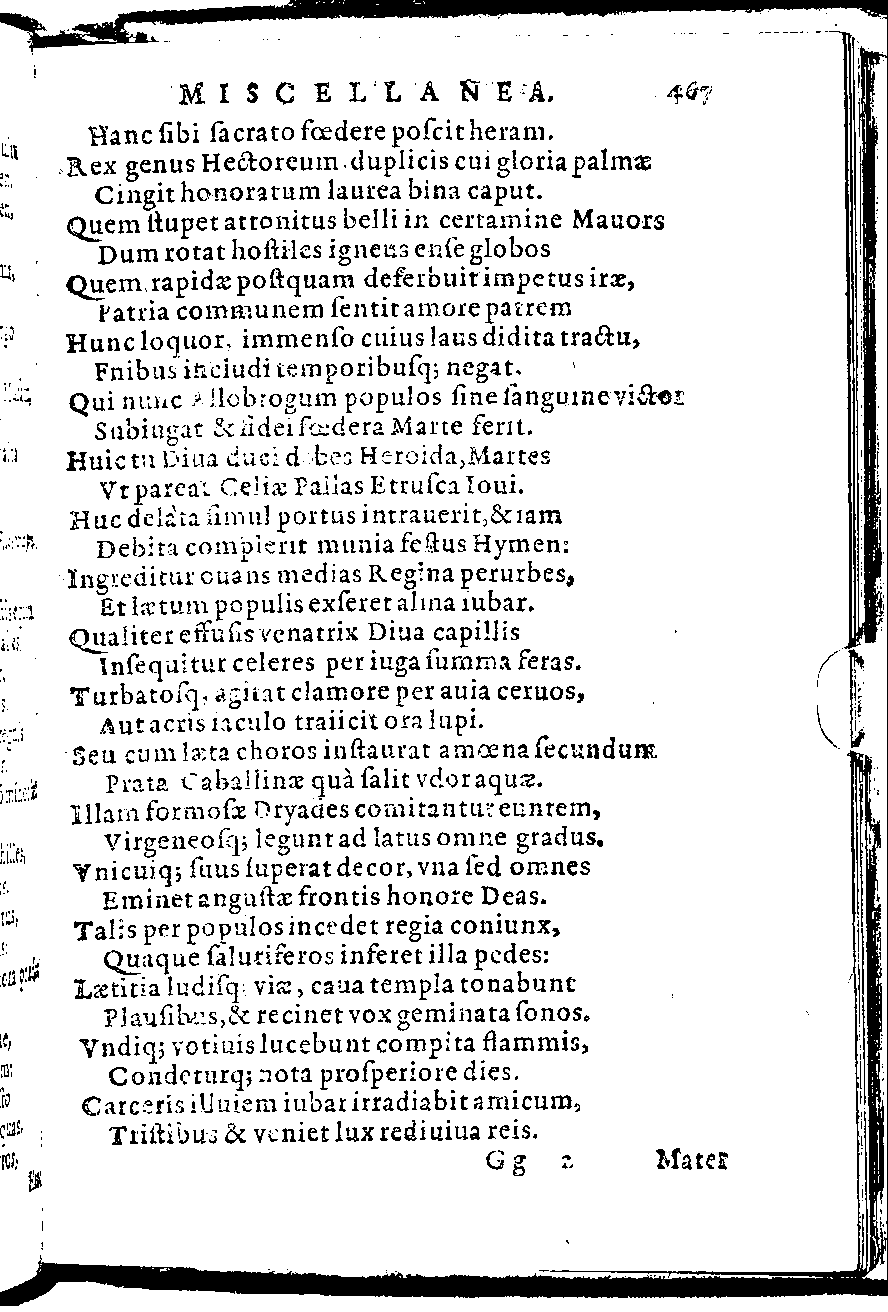 MISCELLANEA. 467
Hanc ſibi ſacrato fœdere poſcit heram.
Rex genus Hectoreum duplicis cui gloria palmæ
Cingit honoratum laurea bina caput.
Quem ſtupet attonitus belli in certamine Mauors
Dum rotat hoſtiles igneus enſe globos
Quem rapidæ poſtquam deferbuit impetus iræ,
Patria communem ſentit amore patrem
Hunc loquor, immenſo cuius laus didita tractu,
Fnibus includi temporibuſq; negat.
Qui nunc Allobrogum populos ſine ſanguine victor
Subiugat & fidei fœdera Marte ferit.
Huic tu Diua duci debes Heroida, Martes
Vt pareat Celiæ Pallas Etruſca Ioui.
Huc delàta ſimul portus intrauerit, & iam
Debita complerit munia feſtus Hymen:
Ingreditur ouans medias Regina per urbes,
Et lætum populis exſeret alma iubar.
Qualiter effuſis venatrix Diua capillis
Inſequitur celeres per iuga ſumma feras.
Turbatoſq, agitat clamore per auia ceruos,
Aut acris iaculo traiicit ora lupi.
Seu cum læta choros inſtaurat amœna ſecundum
Prata Caballinæ quà ſalit vdor aquæ.
Illam formoſæ Dryades comitantur euntem,
Virgeneoſq; legunt ad latus omne gradus.
Vnicuiq; ſuus ſuperat decor, vna ſed omnes
Eminet anguſtæ frontis honore Deas.
Talis per populos incedet regia coniunx,
Quaque ſalutiferos inferet illa pedes:
Lætitia ludiſq; viæ, caua templa tonabunt
Plauſibus, & recinet vox geminata ſonos.
Vndiq; votiuis lucebunt compita flammis,
Condeturq; nota proſperiore dies.
Carceris illuuiem iubar irradiabit amicum,
Triſtibus & veniet lux rediuiua reis.
Gg 2 Mater